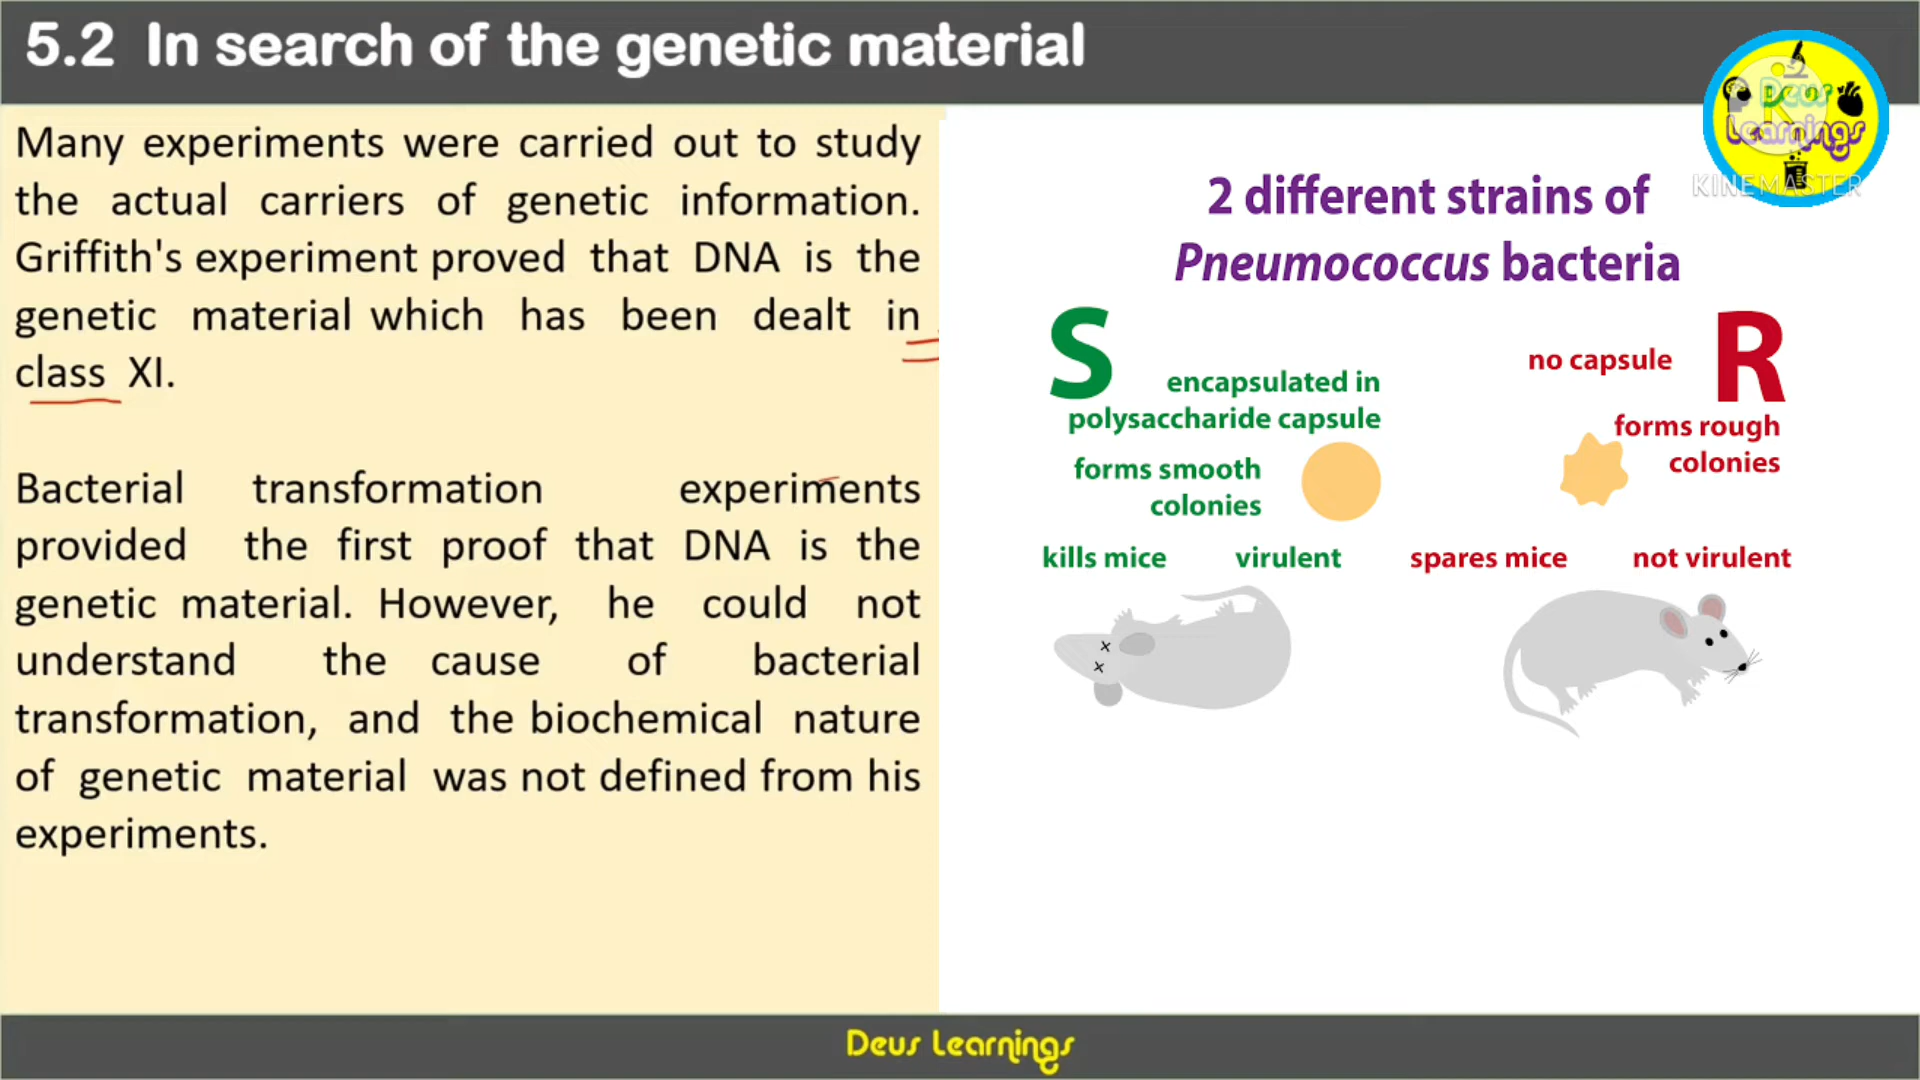 5.2 In search of the genetic material
Deus
Learnings
KINEMASTER
Many experiments were carried out to study
the actual carriers of genetic information.
Griffith's experiment proved that DNA is the
genetic material which has been dealt in
class XI.
Bacterial transformation experiments
provided the first proof that DNA is the
genetic material. However, he could not
understand the cause of bacterial
transformation, and the biochemical nature
of genetic material was not defined from his
experiments.
2 different strains of
Pneumococcus bacteria
S
encapsulated in
polysaccharide capsule
forms smooth
colonies
kills mice virulent
R
no capsule
forms rough
colonies
spares mice not virulent
Deus Learnings